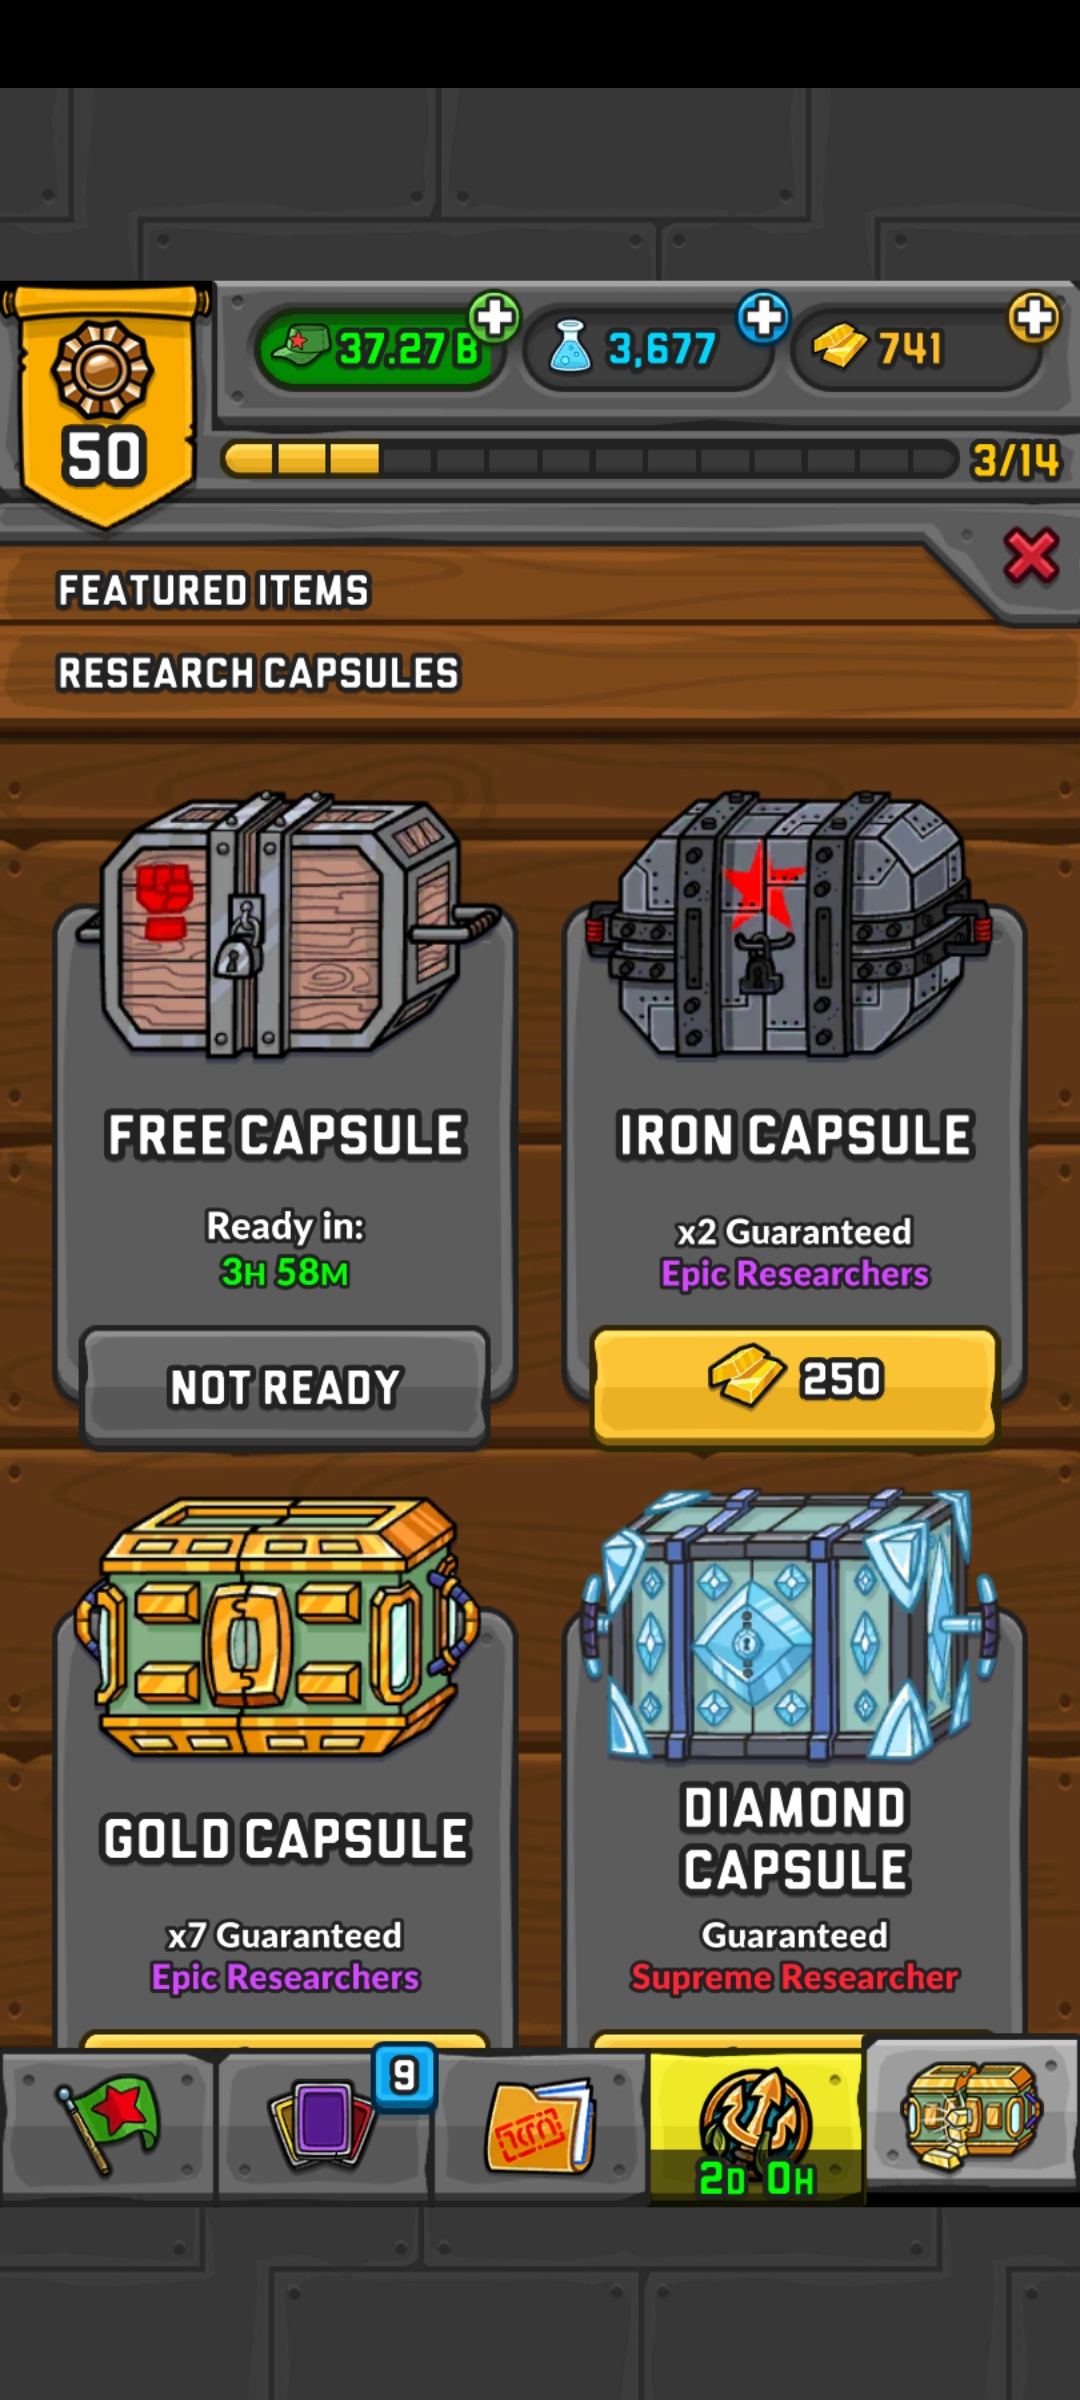 37.27 B
3,677
741
50
3/14
FEATURED ITEMS
RESEARCH CAPSULES
FREE CAPSULE
Ready in:
3H 58M
NOT READY
IRON CAPSULE
x2 Guaranteed
Epic Researchers
250
GOLD CAPSULE
x7 Guaranteed
Epic Researchers
DIAMOND
CAPSULE
Guaranteed
Supreme Researcher
9
2D 0H